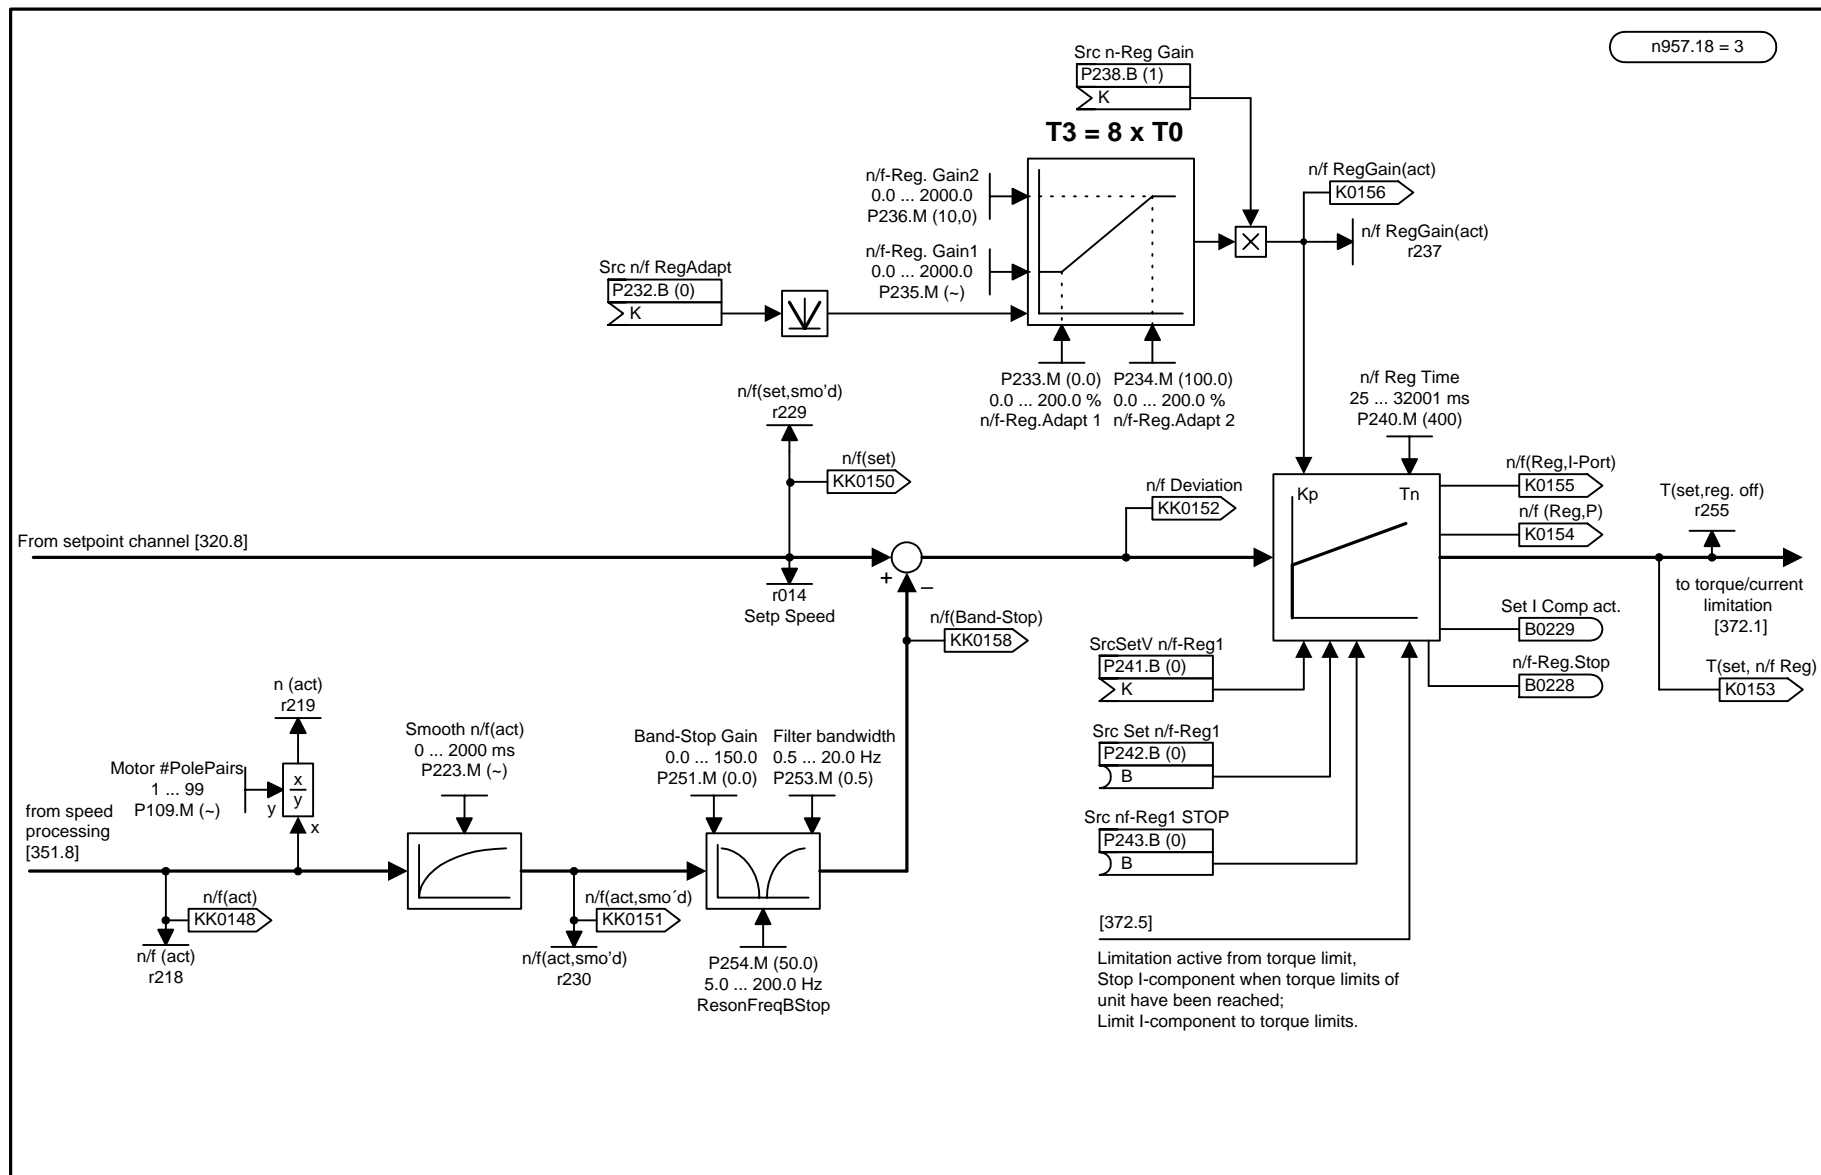 n957.18 = 3
Src n-Reg Gain
P238.B (1)
K
T3 = 8 x T0
n/f-Reg. Gain2
0.0 ... 2000.0
P236.M (10,0)
n/f-Reg. Gain1
0.0 ... 2000.0
P235.M (~)
n/f RegGain(act)
K0156
n/f RegGain(act)
r237
Src n/f RegAdapt
P232.B (0)
K
P233.M (0.0)
0.0 ... 200.0 %
n/f-Reg.Adapt 1
P234.M (100.0)
0.0 ... 200.0 %
n/f-Reg.Adapt 2
n/f Reg Time
25 ... 32001 ms
P240.M (400)
n/f(set,smo'd)
r229
n/f(set)
KK0150
n/f Deviation
KK0152
Kp
Tn
n/f(Reg,I-Port)
K0155
n/f (Reg,P)
K0154
T(set,reg. off)
r255
From setpoint channel [320.8]
+
–
r014
Setp Speed
to torque/current
limitation
[372.1]
Set I Comp act.
B0229
n/f-Reg.Stop
B0228
T(set, n/f Reg)
K0153
n/f(Band-Stop)
KK0158
SrcSetV n/f-Reg1
P241.B (0)
K
Src Set n/f-Reg1
P242.B (0)
B
Src nf-Reg1 STOP
P243.B (0)
B
n (act)
r219
Motor #PolePairs
1 ... 99
P109.M (~)
y
x
y
x
Smooth n/f(act)
0 ... 2000 ms
P223.M (~)
Band-Stop Gain
0.0 ... 150.0
P251.M (0.0)
Filter bandwidth
0.5 ... 20.0 Hz
P253.M (0.5)
from speed
processing
[351.8]
n/f(act)
KK0148
n/f (act)
r218
n/f(act,smo´d)
KK0151
n/f(act,smo'd)
r230
P254.M (50.0)
5.0 ... 200.0 Hz
ResonFreqBStop
[372.5]
Limitation active from torque limit,
Stop I-component when torque limits of
unit have been reached;
Limit I-component to torque limits.